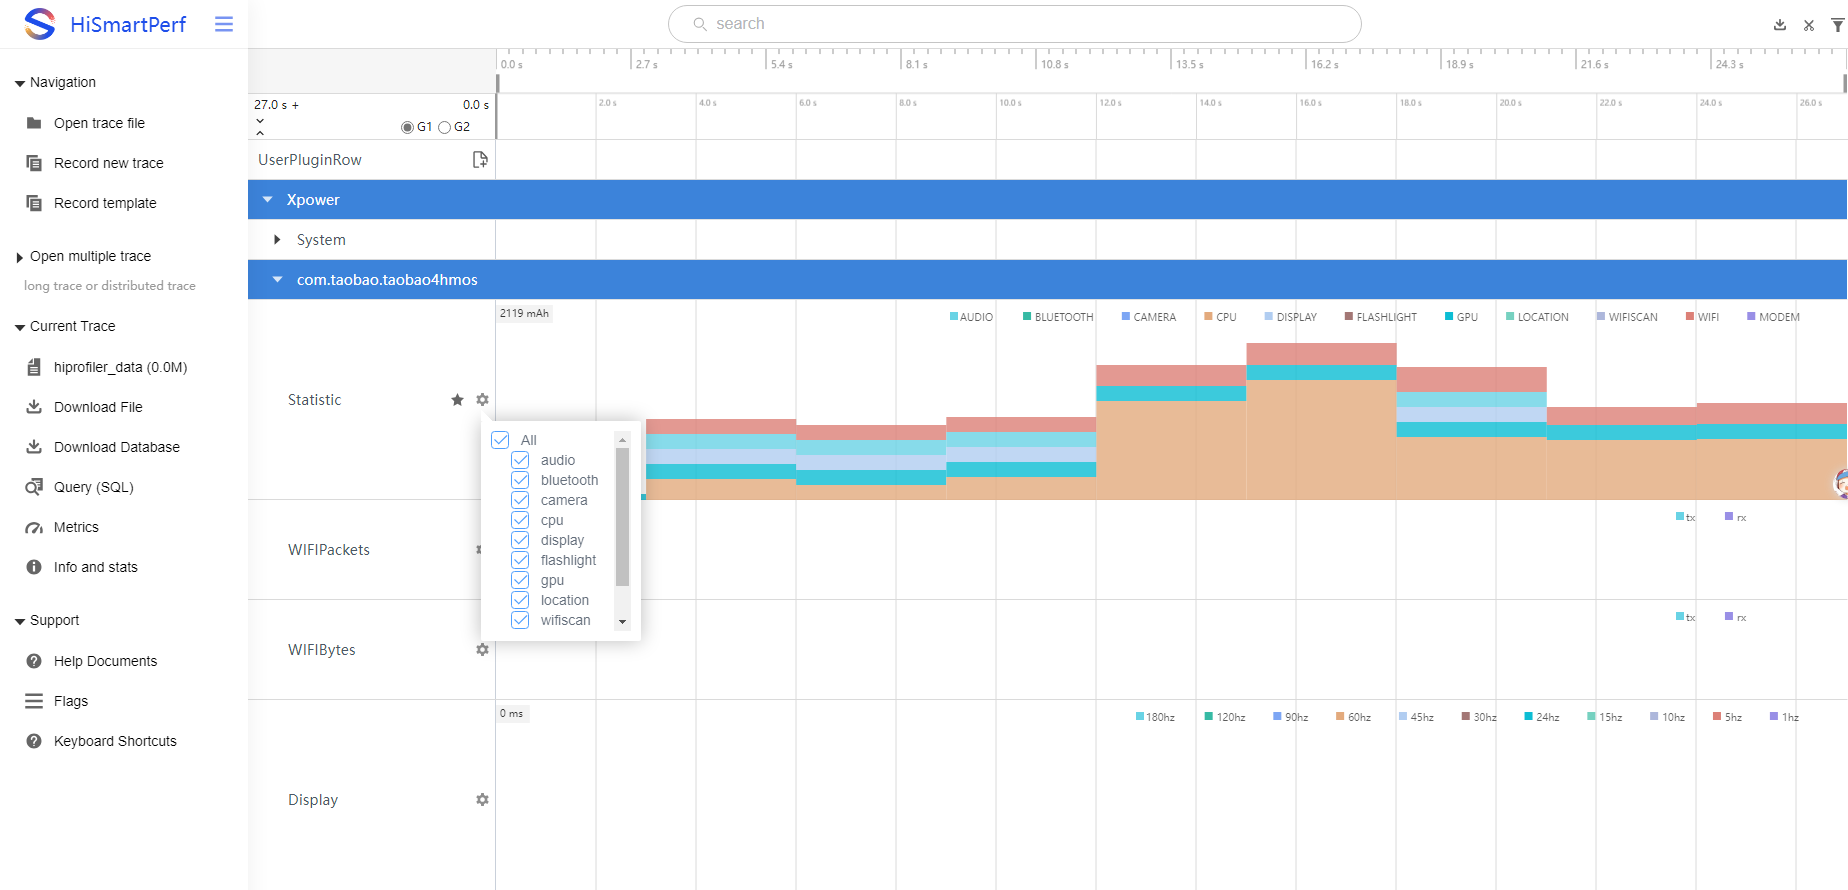 HiSmartPerf
search
Navigation
Open trace file
Record new trace
Record template
Open multiple trace
long trace or distributed trace
Current Trace
hiprofiler_data (0.0M)
Download File
Download Database
Query (SQL)
Metrics
Info and stats
Support
Help Documents
Flags
Keyboard Shortcuts
0.0 s 2.7 s 5.4 s 8.1 s 10.8 s 13.5 s 16.2 s 18.9 s 21.6 s 24.3 s
27.0 s + 0.0 s
2.0 s 4.0 s 6.0 s 8.0 s 10.0 s 12.0 s 14.0 s 16.0 s 18.0 s 20.0 s 22.0 s 24.0 s 26.0 s
G1 G2
UserPluginRow
Xpower
System
com.taobao.taobao4hmos
2119 mAh
AUDIO BLUETOOTH CAMERA CPU DISPLAY FLASHLIGHT GPU LOCATION WIFISCAN WIFI MODEM
Statistic
All
audio
bluetooth
camera
cpu
display
flashlight
gpu
location
wifiscan
WIFIPackets
tx rx
WIFIBytes
tx rx
0 ms
180hz 120hz 90hz 60hz 45hz 30hz 24hz 15hz 10hz 5hz 1hz
Display